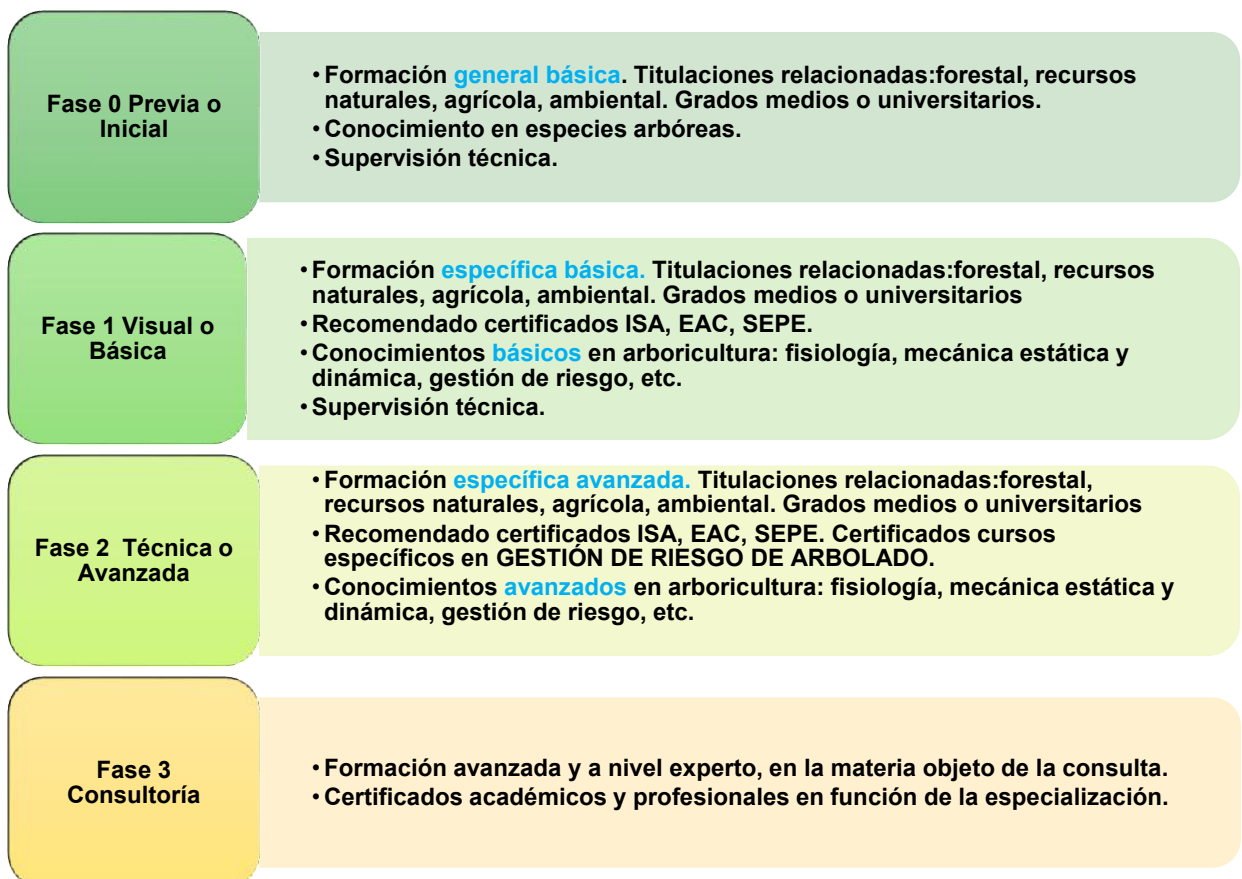 Fase 0 Previa o
Inicial
• Formación general básica. Titulaciones relacionadas:forestal, recursos
naturales, agrícola, ambiental. Grados medios o universitarios.
• Conocimiento en especies arbóreas.
• Supervisión técnica.
Fase 1 Visual o
Básica
• Formación específica básica. Titulaciones relacionadas:forestal, recursos
naturales, agrícola, ambiental. Grados medios o universitarios
• Recomendado certificados ISA, EAC, SEPE.
• Conocimientos básicos en arboricultura: fisiología, mecánica estática y
dinámica, gestión de riesgo, etc.
• Supervisión técnica.
Fase 2 Técnica o
Avanzada
• Formación específica avanzada. Titulaciones relacionadas:forestal,
recursos naturales, agrícola, ambiental. Grados medios o universitarios
• Recomendado certificados ISA, EAC, SEPE. Certificados cursos
específicos en GESTIÓN DE RIESGO DE ARBOLADO.
• Conocimientos avanzados en arboricultura: fisiología, mecánica estática y
dinámica, gestión de riesgo, etc.
Fase 3
Consultoría
• Formación avanzada y a nivel experto, en la materia objeto de la consulta.
• Certificados académicos y profesionales en función de la especialización.